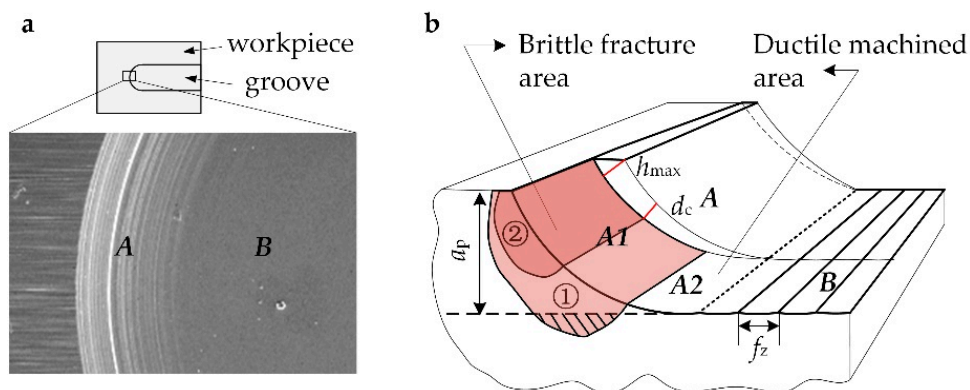 a
workpiece
groove
A
B
b
Brittle fracture
area
Ductile machined
area
hmax
dc
A
②
A1
ap
①
A2
B
fz